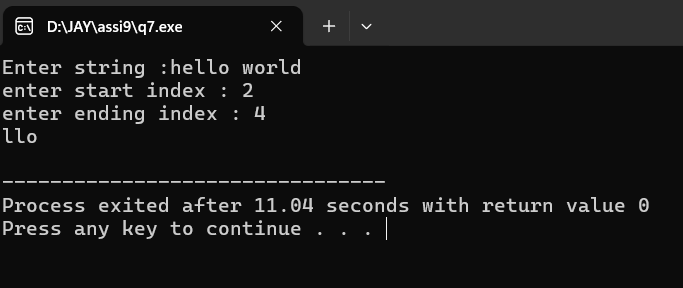 D:\JAY\assi9\q7.exe
Enter string :hello world
enter start index : 2
enter ending index : 4
llo
--------------------------------
Process exited after 11.04 seconds with return value 0
Press any key to continue . . .